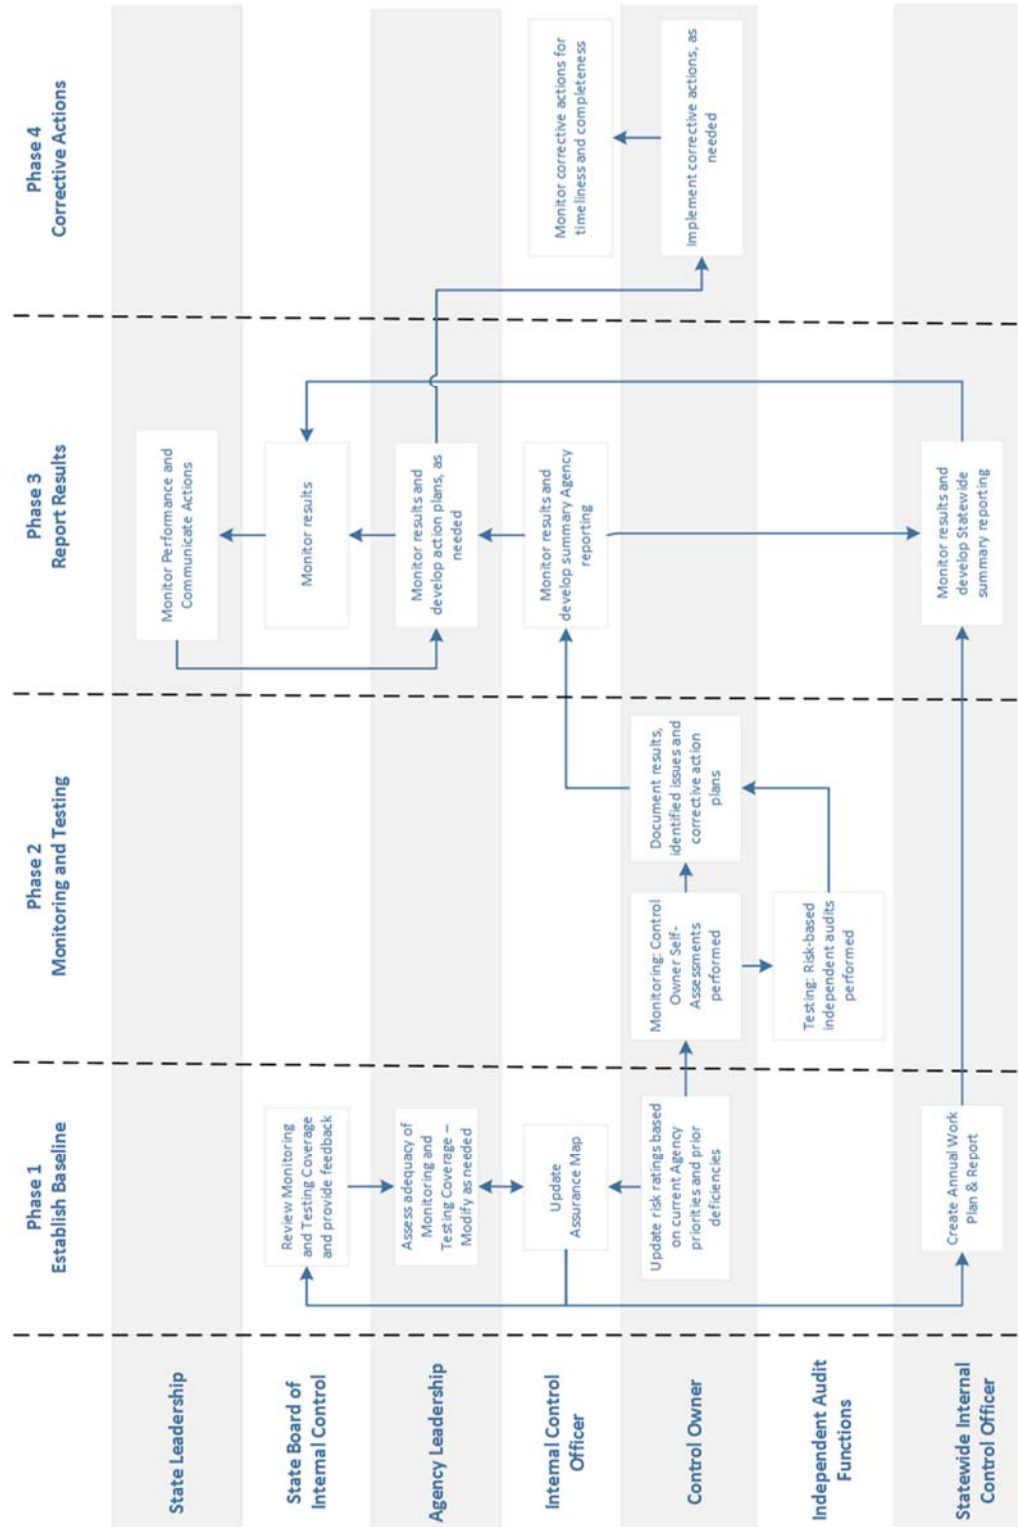 Phase 1
Establish Baseline
Phase 2
Monitoring and Testing
Phase 3
Report Results
Phase 4
Corrective Actions
State Leadership
Monitor Performance and
Communicate Actions
State Board of
Internal Control
Review Monitoring
and Testing Coverage
and provide feedback
Monitor results
Agency Leadership
Assess adequacy of
Monitoring and
Testing Coverage –
Modify as needed
Monitor results and
develop action plans, as
needed
Internal Control
Officer
Update
Assurance Map
Monitor results and
develop summary Agency
reporting
Monitor corrective actions for
timeliness and completeness
Control Owner
Update risk ratings based
on current Agency
priorities and prior
deficiencies
Monitoring: Control
Owner Self-
Assessments
performed
Document results,
identified issues and
corrective action
plans
Implement corrective actions, as
needed
Independent Audit
Functions
Testing: Risk-based
independent audits
performed
Statewide Internal
Control Officer
Create Annual Work
Plan & Report
Monitor results and
develop Statewide
summary reporting